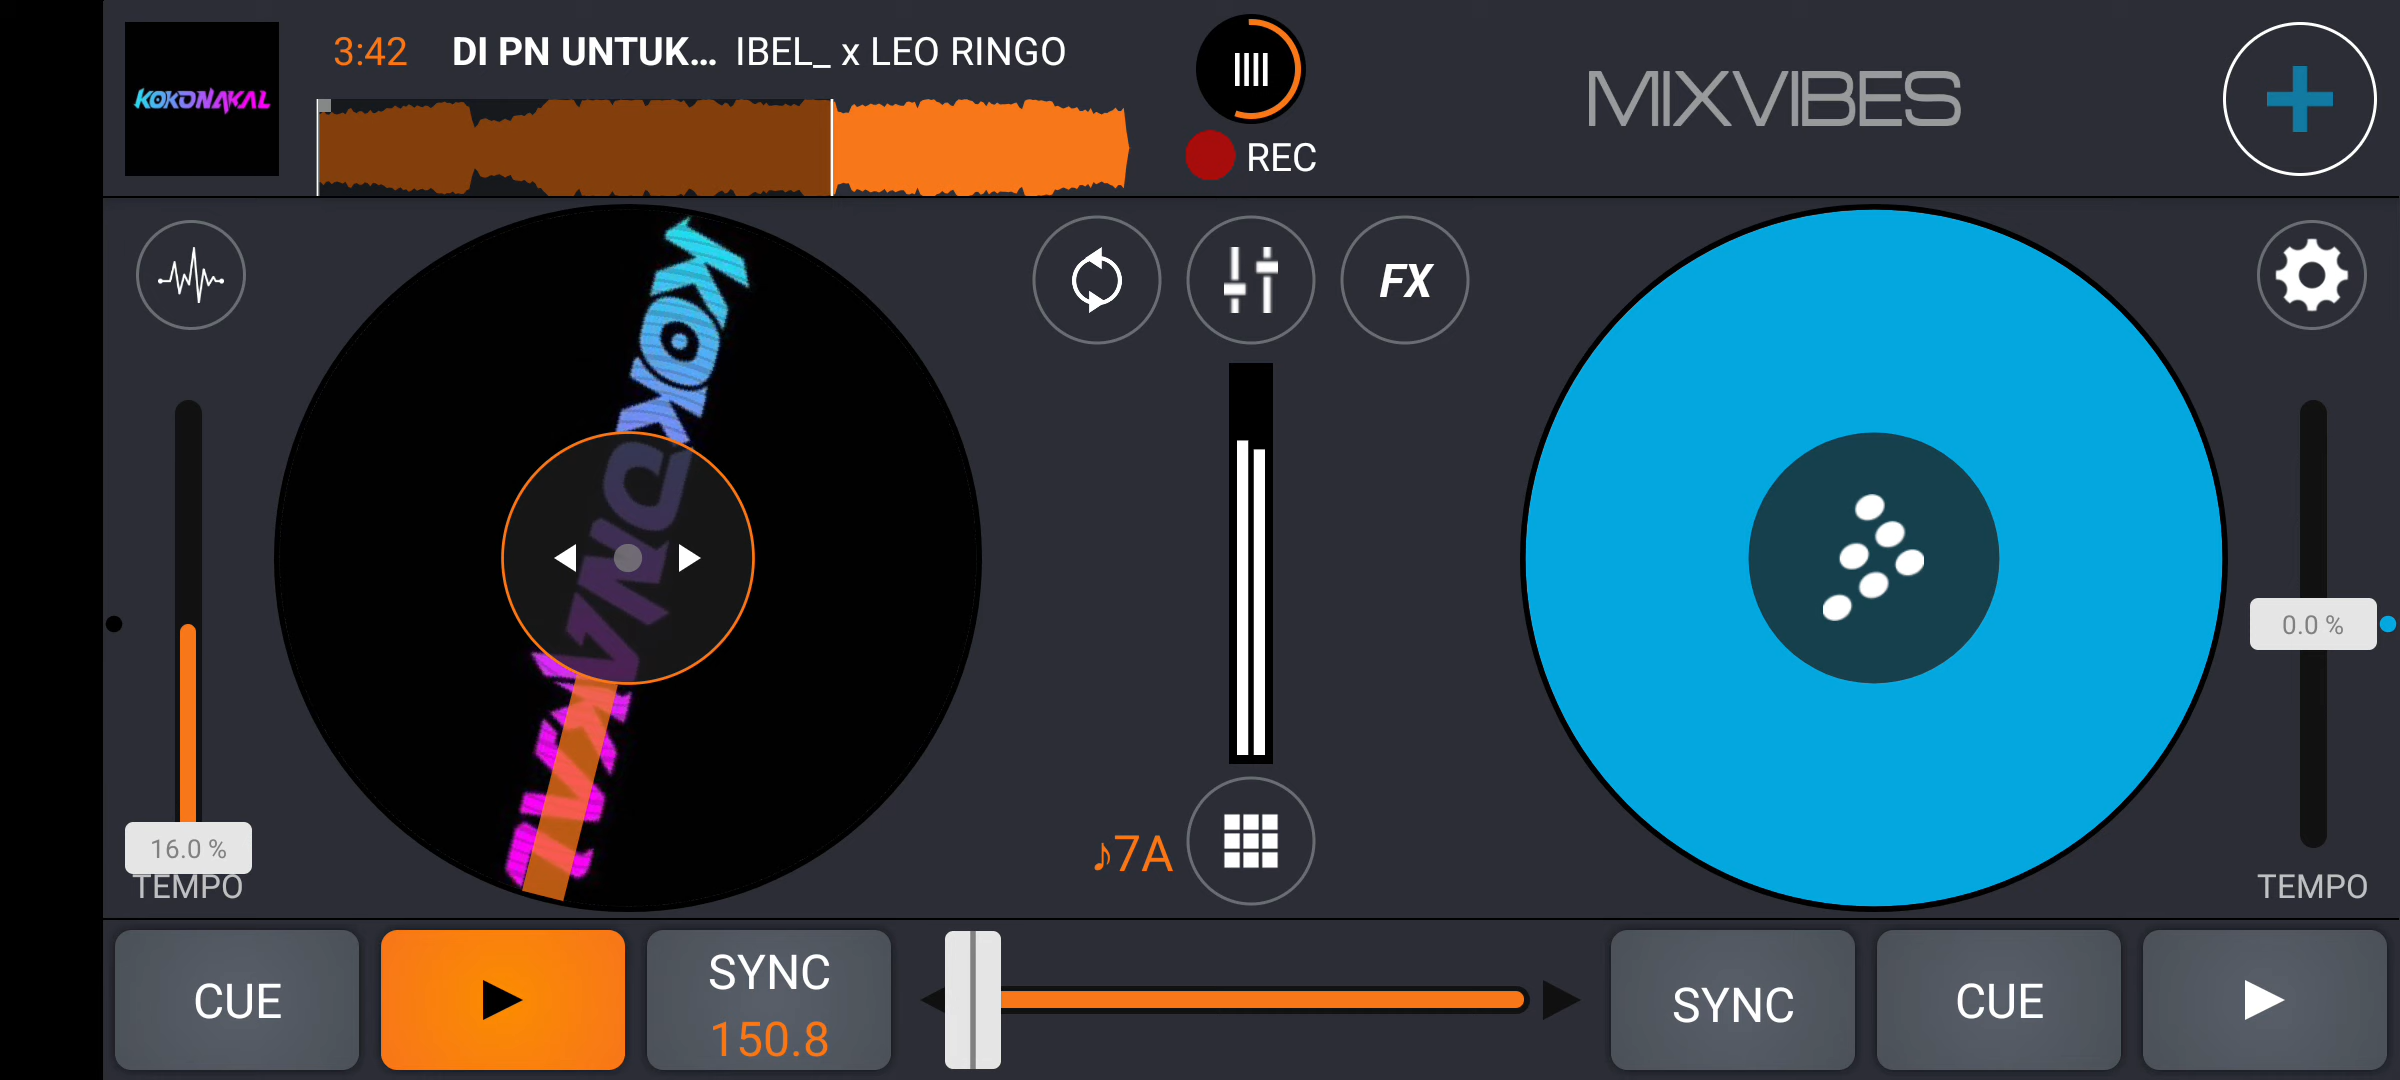 KOKONAKAL
3:42 DI PN UNTUK... IBEL_ x LEO RINGO
REC
MIXVIBES
FX
KOKONAKAL
16.0 %
TEMPO
♪7A
0.0 %
TEMPO
CUE
SYNC
150.8
SYNC
CUE